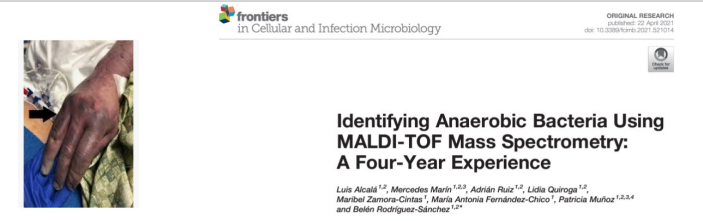 frontiers
in Cellular and Infection Microbiology
ORIGINAL RESEARCH
published: 22 April 2021
doi: 10.3389/fcimb.2021.521014
Check for
updates
Identifying Anaerobic Bacteria Using
MALDI-TOF Mass Spectrometry:
A Four-Year Experience
Luis Alcalá 1,2, Mercedes Marín 1,2,3, Adrián Ruiz 1,2, Lidia Quiroga 1,2,
Maribel Zamora-Cintas 1, María Antonia Fernández-Chico 1, Patricia Muñoz 1,2,3,4
and Belén Rodríguez-Sánchez 1,2*